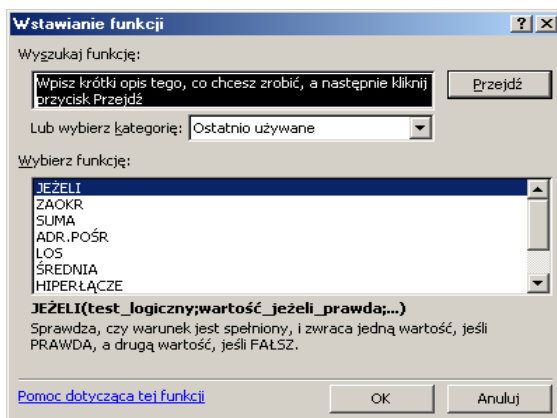 Wstawianie funkcji
Wyszukaj funkcję:
Wpisz krótki opis tego, co chcesz zrobić, a następnie kliknij
przycisk Przejdź
Przejdź
Lub wybierz kategorię: Ostatnio używane
Wybierz funkcję:
JEŻELI
ZAOKR
SUMA
ADR.POŚR
LOS
ŚREDNIA
HIPERŁĄCZE
JEŻELI(test_logiczny;wartość_jeżeli_prawda;...)
Sprawdza, czy warunek jest spełniony, i zwraca jedną wartość, jeśli
PRAWDA, a drugą wartość, jeśli FAŁSZ.
Pomoc dotycząca tej funkcji
OK
Anuluj